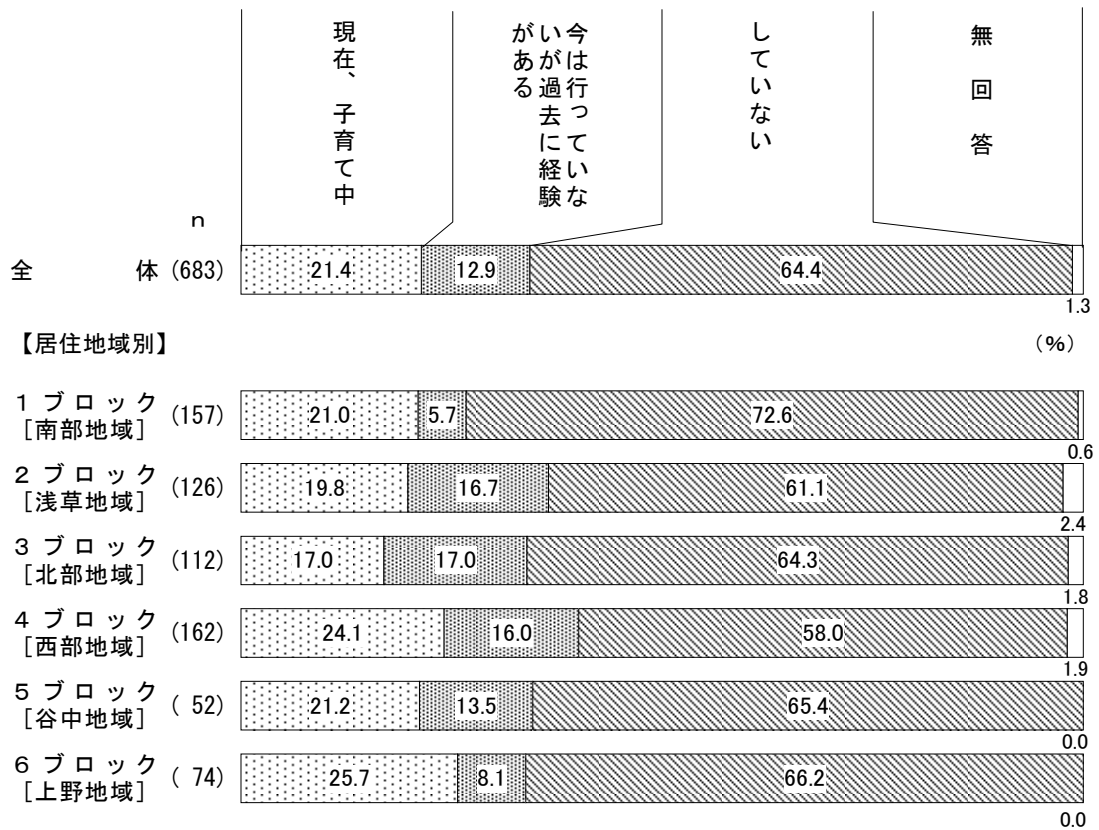 現在、子育て中
今は行っていな
いが過去に経験
がある
していない
無回答
n
全体 (683) 21.4 12.9 64.4 1.3
【居住地域別】 (%)
1ブロック
[南部地域] (157) 21.0 5.7 72.6 0.6
2ブロック
[浅草地域] (126) 19.8 16.7 61.1 2.4
3ブロック
[北部地域] (112) 17.0 17.0 64.3 1.8
4ブロック
[西部地域] (162) 24.1 16.0 58.0 1.9
5ブロック
[谷中地域] ( 52) 21.2 13.5 65.4 0.0
6ブロック
[上野地域] ( 74) 25.7 8.1 66.2 0.0